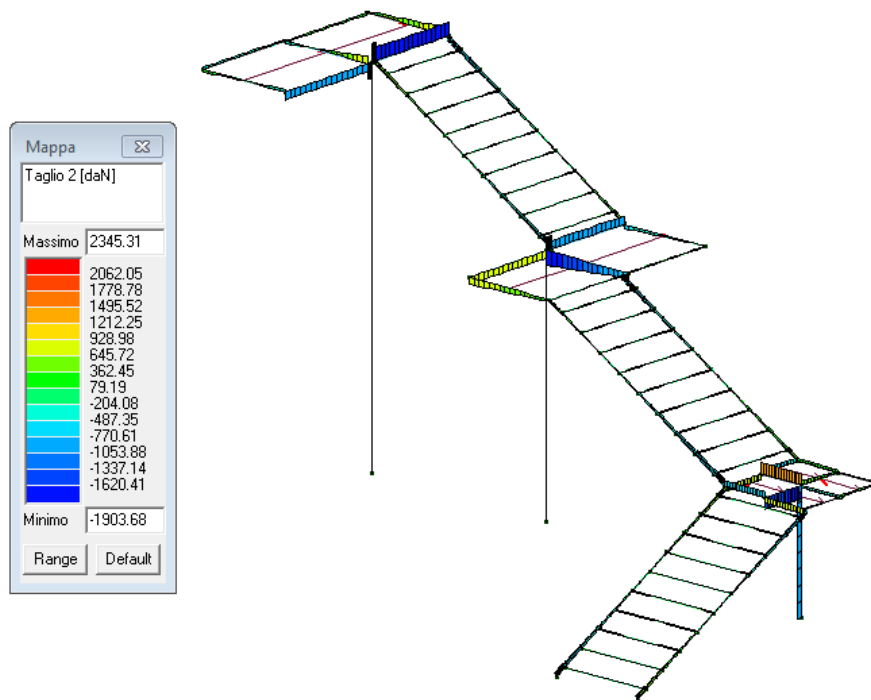 Mappa
Taglio 2 [daN]
Massimo 2345.31
2062.05
1778.78
1495.52
1212.25
928.98
645.72
362.45
79.19
-204.08
-487.35
-770.61
-1053.88
-1337.14
-1620.41
Minimo -1903.68
Range Default